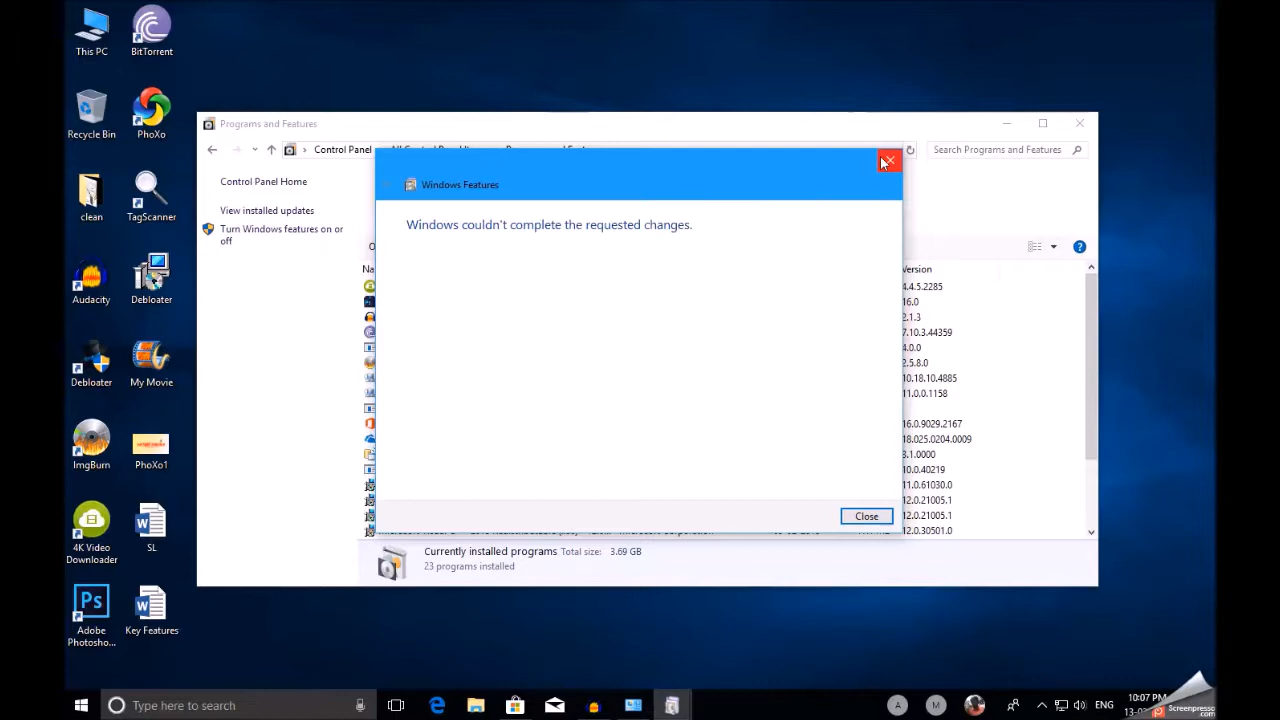 This PC
BitTorrent
Recycle Bin
PhoXo
clean
TagScanner
Audacity
Debloater
Debloater
My Movie
ImgBurn
PhoXo1
4K Video
Downloader
SL
Ps
Adobe
Photosho...
Key Features
Programs and Features
Control Panel
Search Programs and Features
Control Panel Home
View installed updates
Turn Windows features on or
off
Windows Features
Windows couldn't complete the requested changes.
Close
Version
4.4.5.2285
16.0
2.1.3
7.10.3.44359
4.0.0
2.5.8.0
10.18.10.4885
11.0.0.1158
16.0.9029.2167
18.025.0204.0009
8.1.0000
10.0.40219
11.0.61030.0
12.0.21005.1
12.0.21005.1
12.0.30501.0
Currently installed programs Total size: 3.69 GB
23 programs installed
Type here to search
A
M
ENG
10:07 PM
Screenpresso
.com